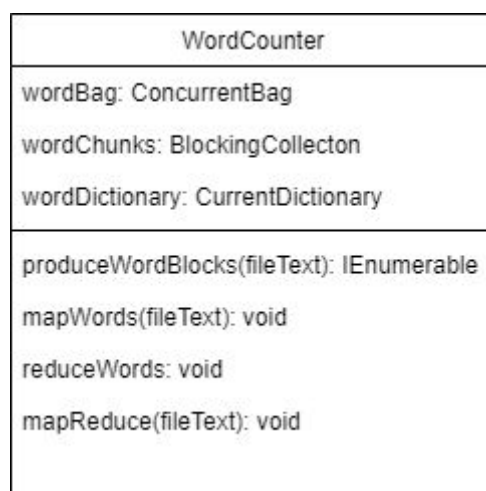 WordCounter
wordBag: ConcurrentBag
wordChunks: BlockingCollecton
wordDictionary: CurrentDictionary
produceWordBlocks(fileText): IEnumerable
mapWords(fileText): void
reduceWords: void
mapReduce(fileText): void